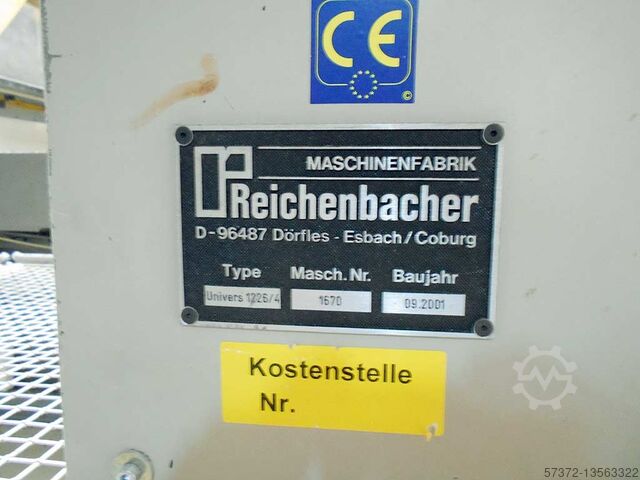 CE
©
MASCHINENFABRIK
Reichenbacher
D-96487 Dörfles - Esbach/Coburg
Type Masch. Nr. Baujahr
Univers 1226/4 1670 09.2001
Kostenstelle
Nr.
57372-13563322